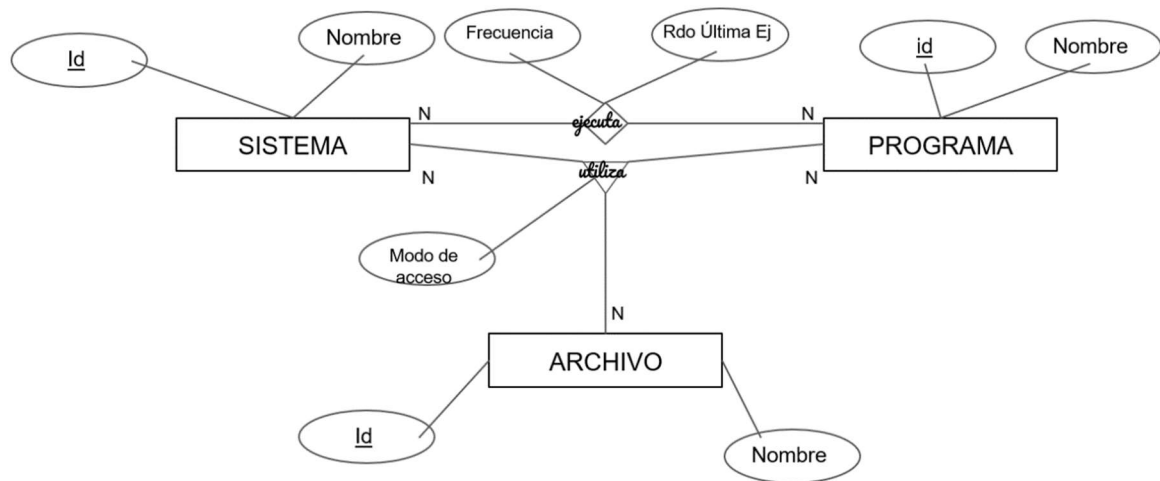 Id
Nombre
Frecuencia
Rdo Última Ej
id
Nombre
N
N
SISTEMA
ejecuta
PROGRAMA
N
utiliza
N
Modo de
acceso
N
ARCHIVO
Id
Nombre